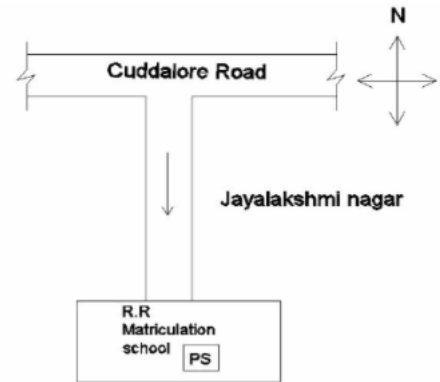 N
Cuddalore Road
Jayalakshmi nagar
R.R
Matriculation
school
PS